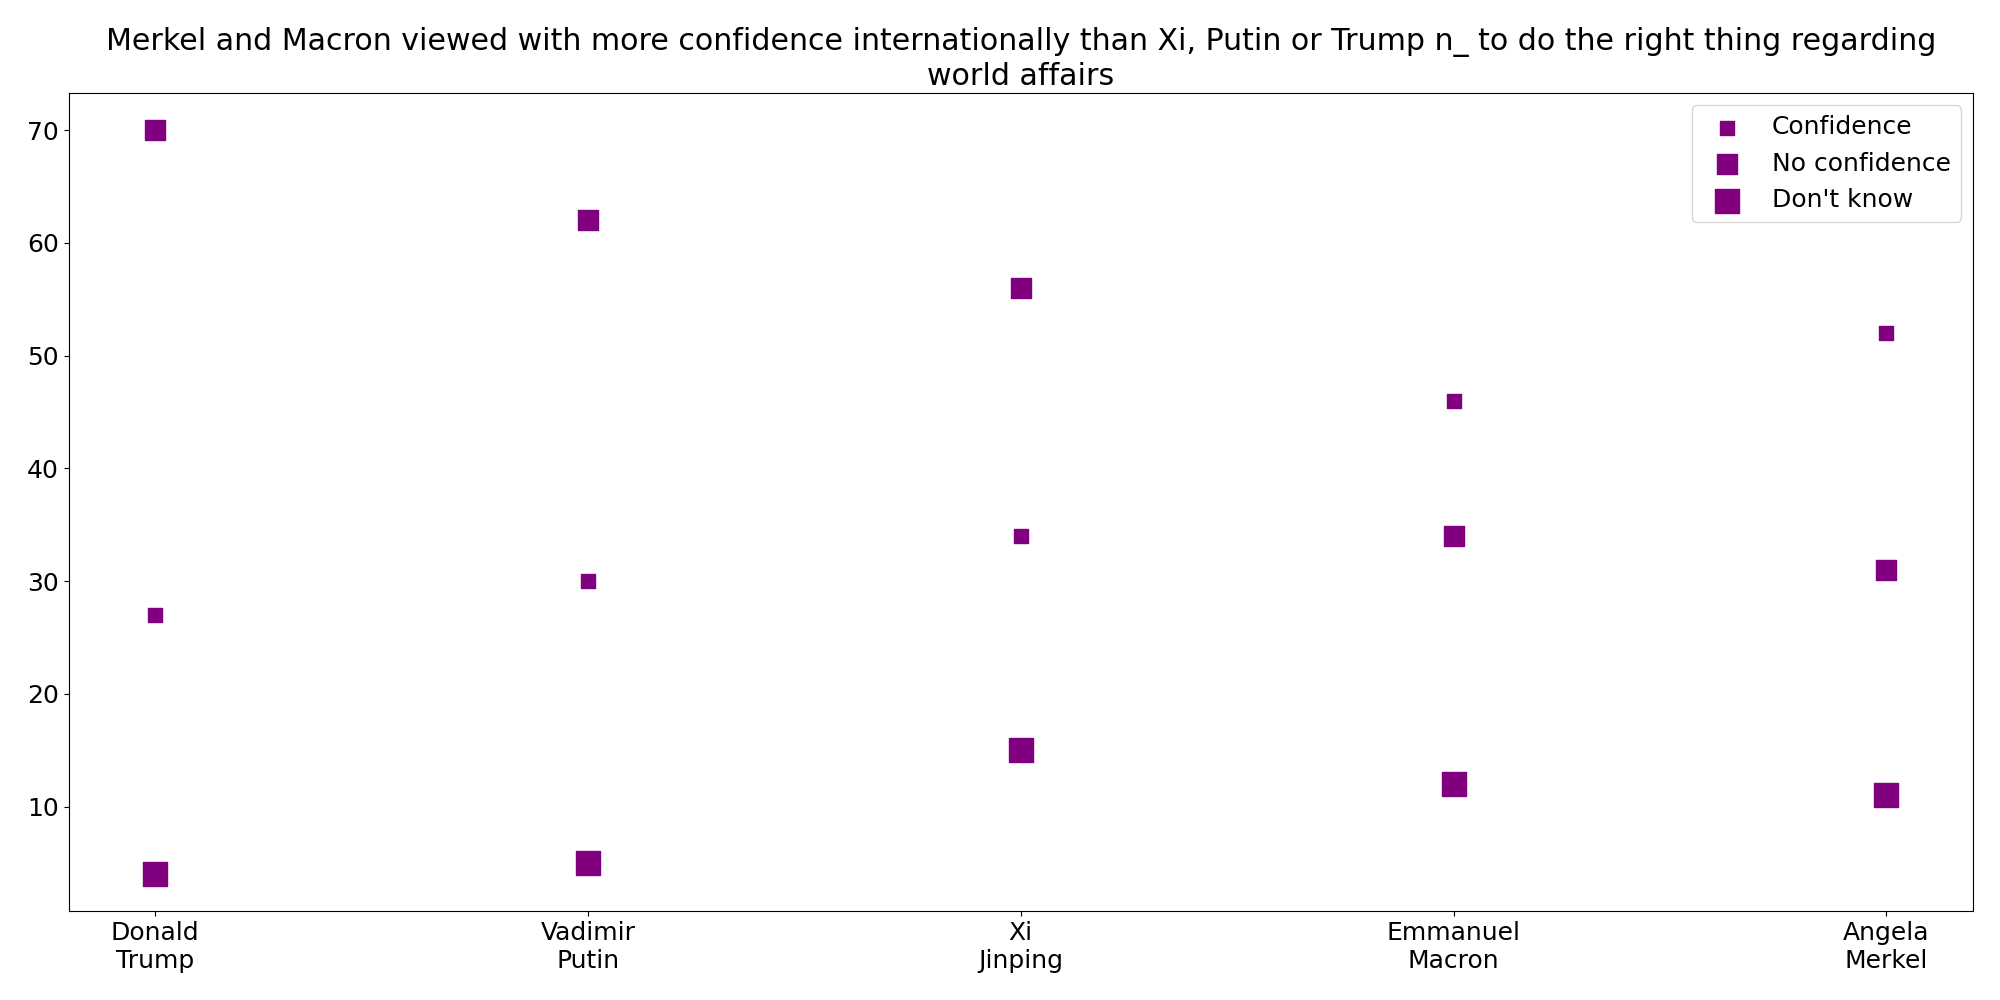 Merkel and Macron viewed with more confidence internationally than Xi, Putin or Trump n_ to do the right thing regarding
world affairs
70
60
50
40
30
20
10
Confidence
No confidence
Don't know
Donald
Trump
Vadimir
Putin
Xi
Jinping
Emmanuel
Macron
Angela
Merkel